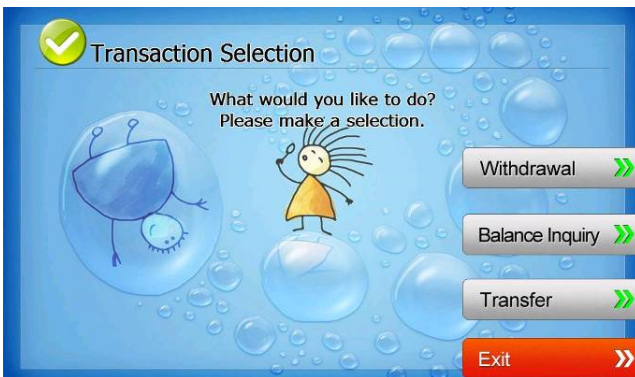 Transaction Selection
What would you like to do?
Please make a selection.
Withdrawal
Balance Inquiry
Transfer
Exit